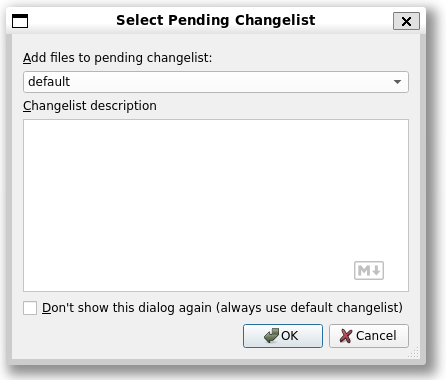 Select Pending Changelist
Add files to pending changelist:
default
Changelist description
M
Don't show this dialog again (always use default changelist)
OK
Cancel